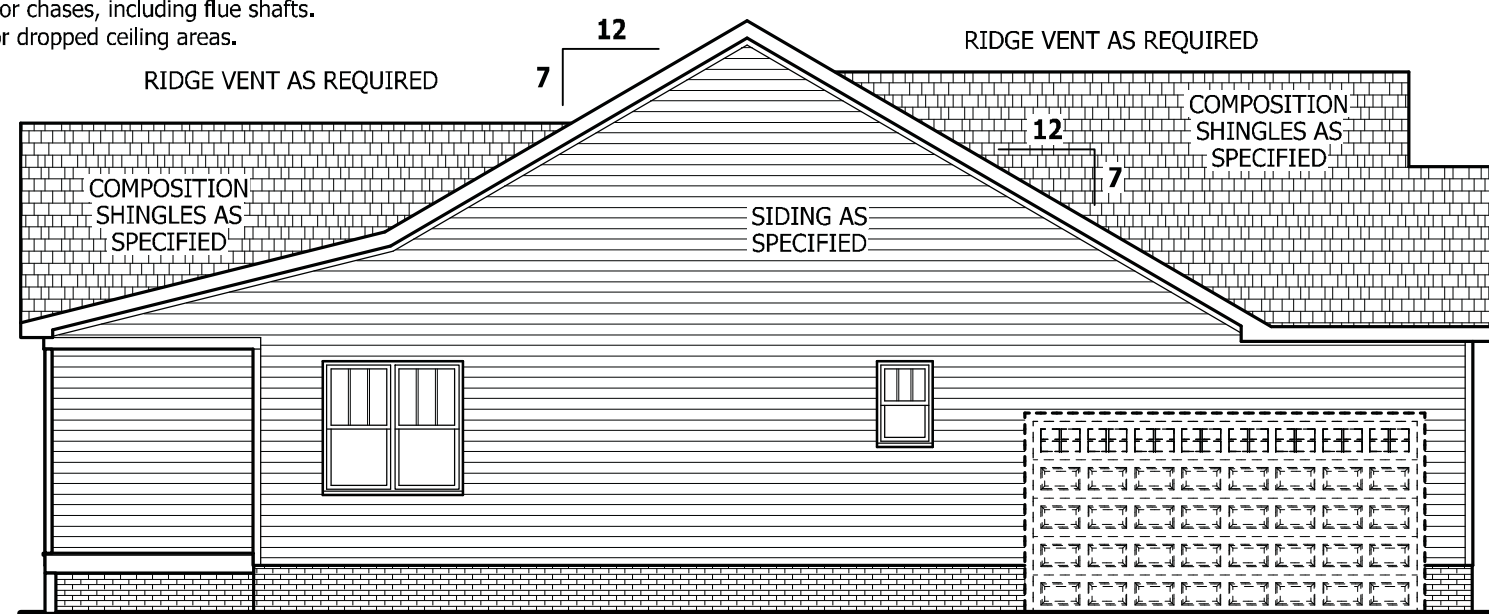 or chases, including flue shafts.
or dropped ceiling areas.
RIDGE VENT AS REQUIRED
12
7
RIDGE VENT AS REQUIRED
COMPOSITION
SHINGLES AS
SPECIFIED
12
7
COMPOSITION
SHINGLES AS
SPECIFIED
SIDING AS
SPECIFIED